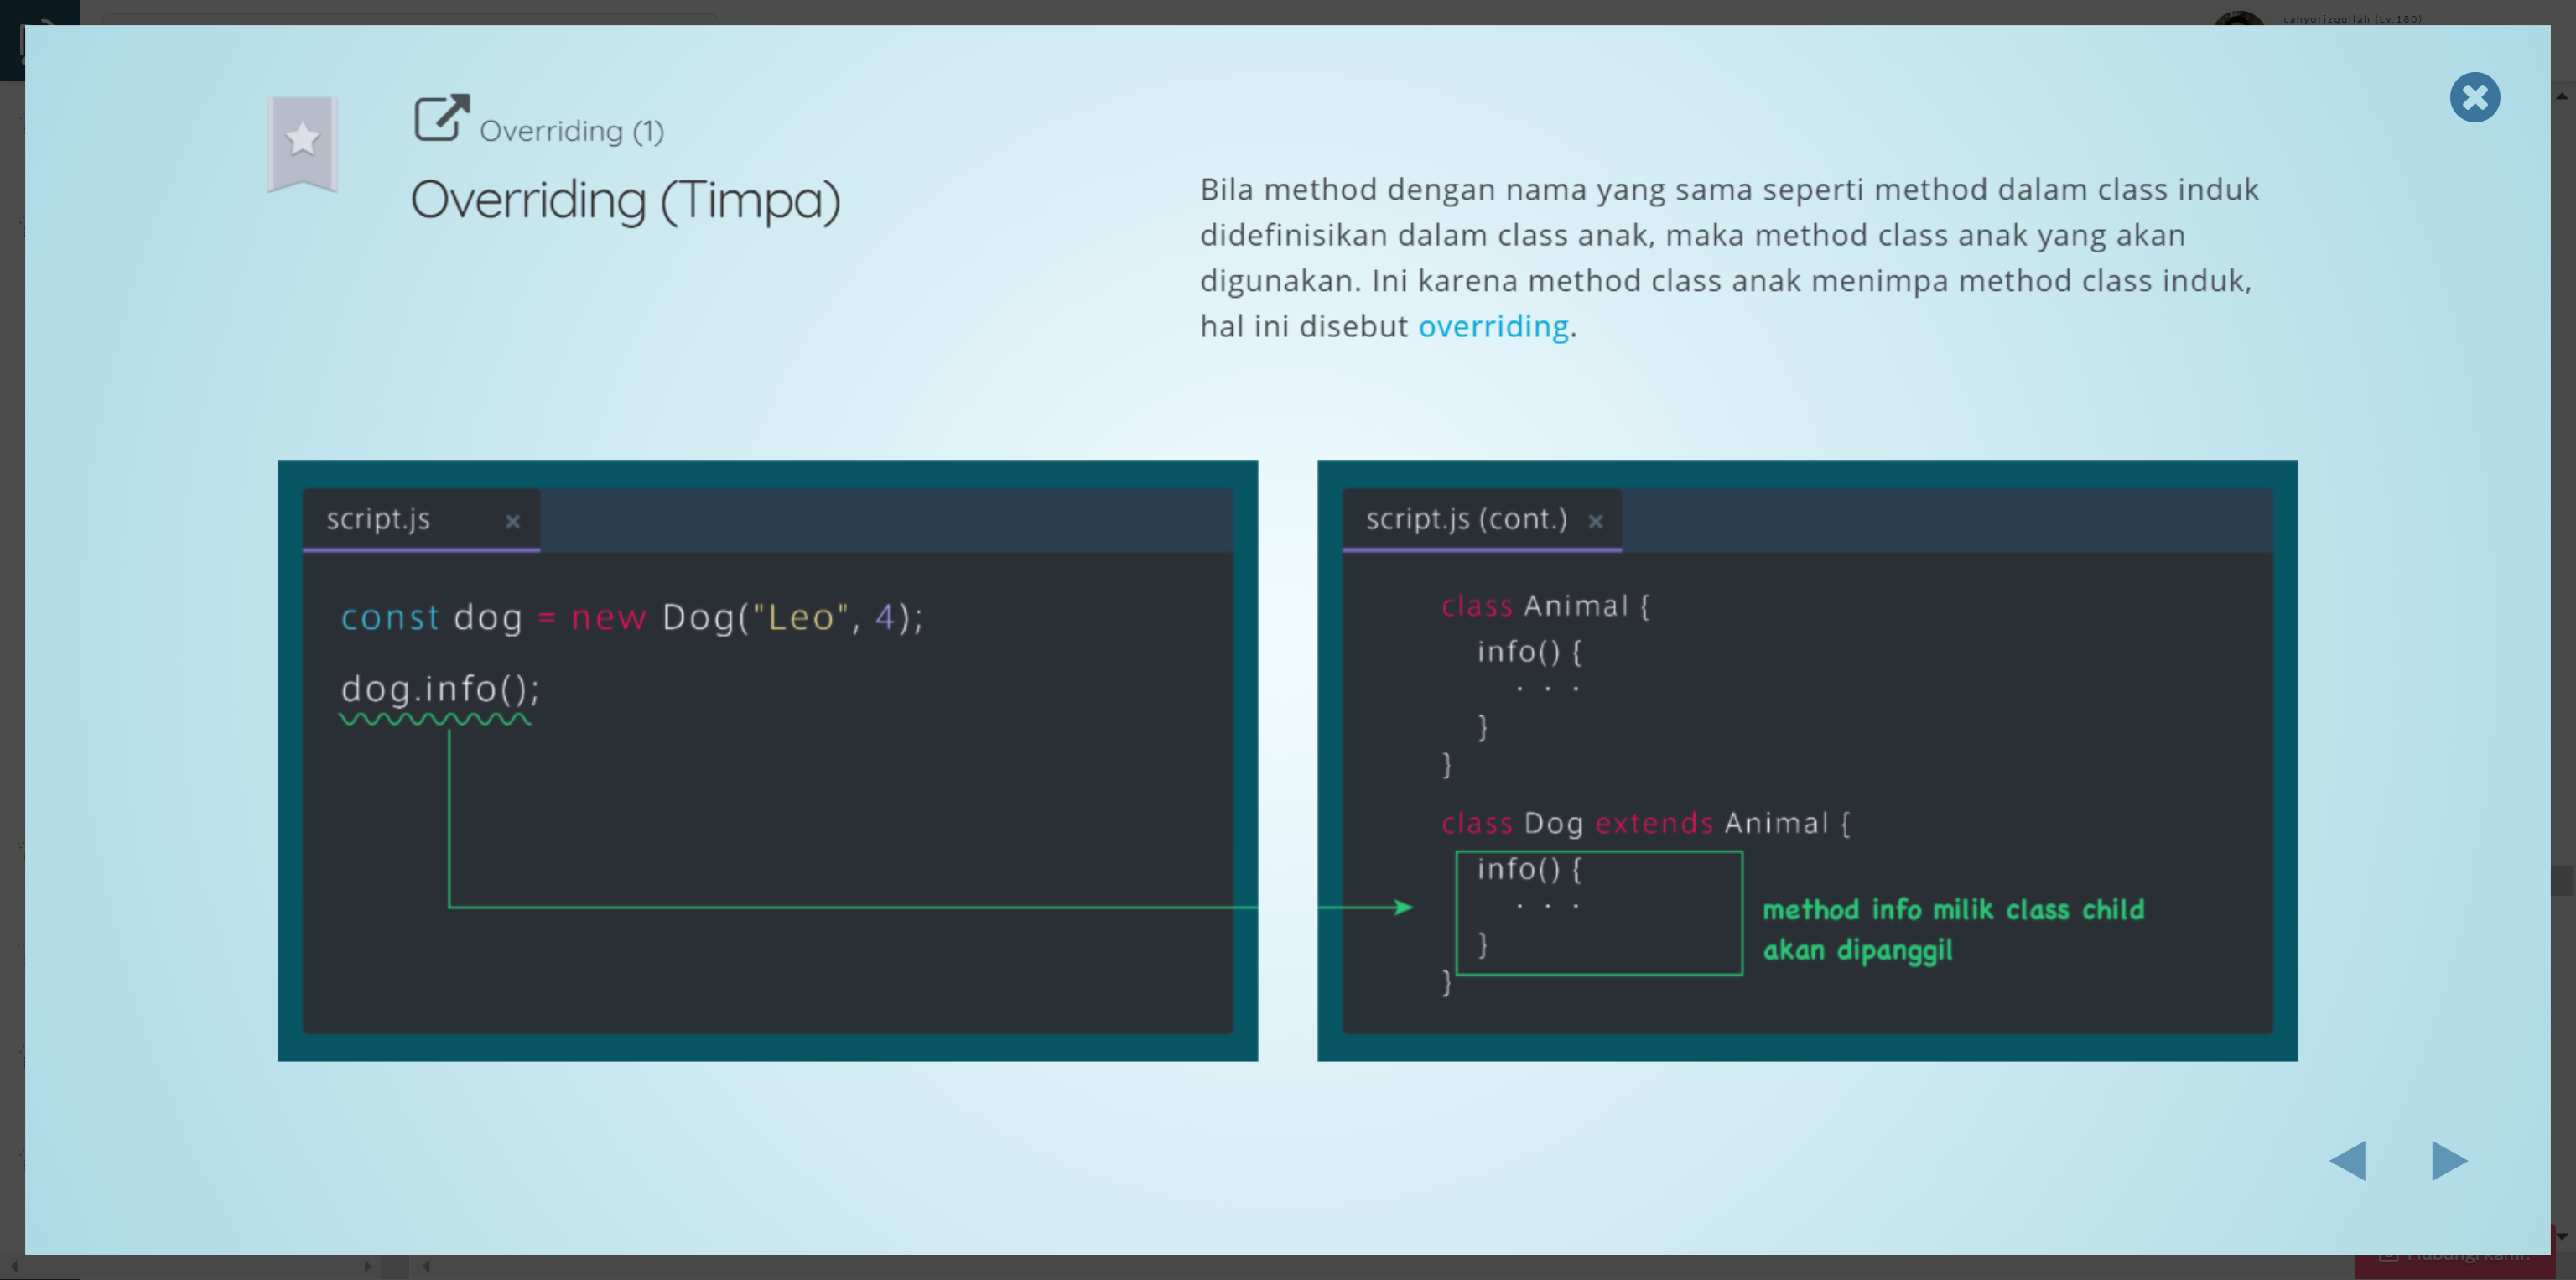 cahyorizqullah (Lv.180)
Overriding (1)
Overriding (Timpa)
Bila method dengan nama yang sama seperti method dalam class induk
didefinisikan dalam class anak, maka method class anak yang akan
digunakan. Ini karena method class anak menimpa method class induk,
hal ini disebut overriding.
script.js
const dog = new Dog("Leo", 4);
dog.info();
script.js (cont.)
class Animal {
info() {
. . .
}
}
class Dog extends Animal {
info() {
. . .
}
}
method info milik class child
akan dipanggil